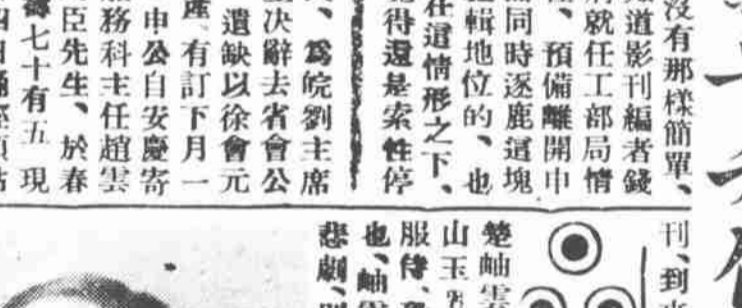 沒有那樣簡單、
道影刊編者錢
就任工部局情
、預備離開中
同時逐鹿這塊
輯地位的、也
在這情形之下、
得還是索性停
、爲皖劉主席
决辭去省會公
遺缺以徐會元
產、有訂下月一
申公自安慶寄
務科主任趙雲
臣先生、於春
壽七十有五現
刊、到
楚岫雲
山玉
服侍、
也、岫雲
悲劇、